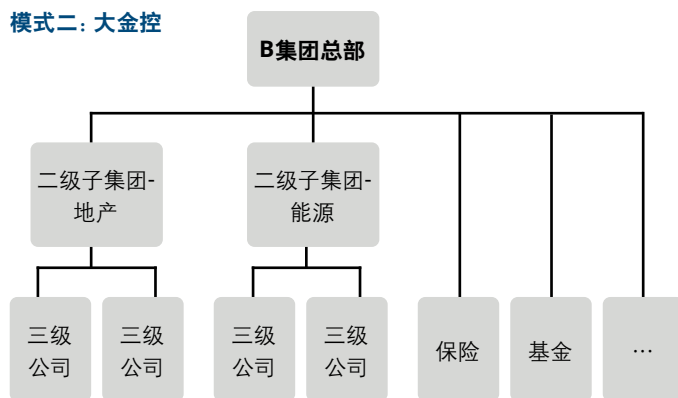 模式二：大金控
B集团总部
二级子集团-
地产
二级子集团-
能源
三级
公司
三级
公司
三级
公司
三级
公司
保险
基金
…